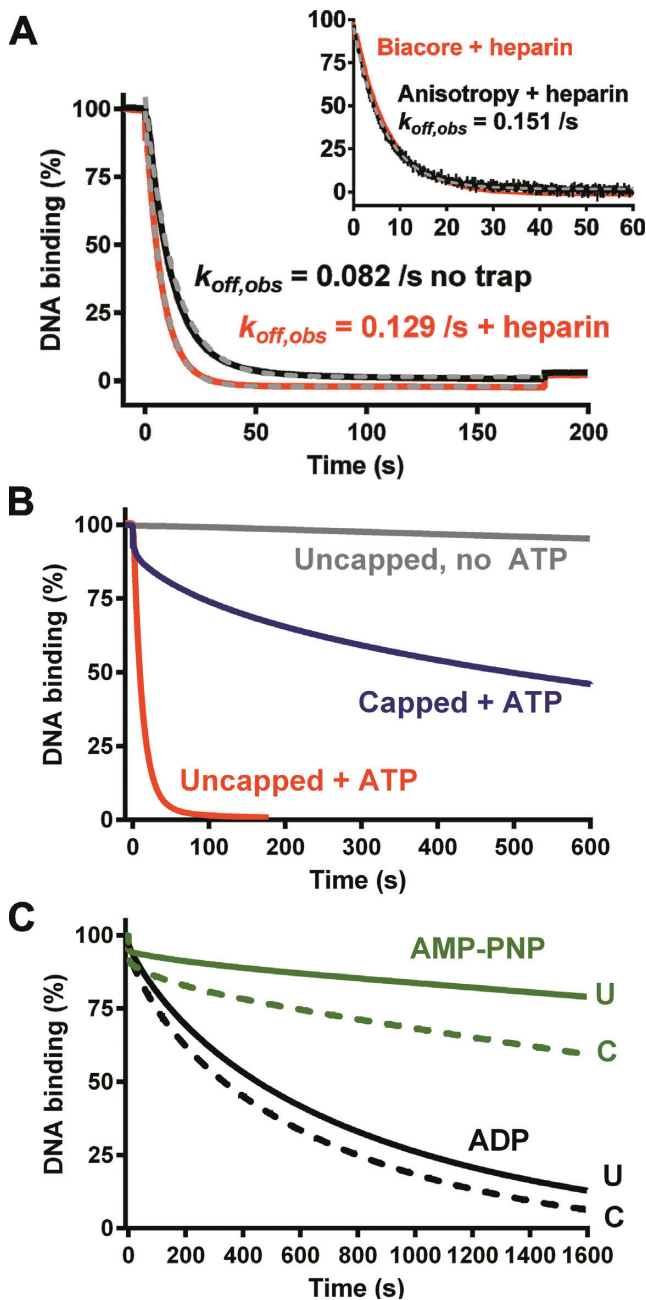 A
100
75
50
25
0
DNA binding (%)
0
50
100
150
200
Time (s)
k_off,obs = 0.082 /s no trap
k_off,obs = 0.129 /s + heparin
100
75
50
25
0
0 10 20 30 40 50 60
Biacore + heparin
Anisotropy + heparin
k_off,obs = 0.151 /s
B
100
75
50
25
0
DNA binding (%)
Uncapped, no ATP
Capped + ATP
Uncapped + ATP
0 100 200 300 400 500 600
Time (s)
C
100
75
50
25
0
DNA binding (%)
AMP-PNP
U
C
ADP
U
C
0 200 400 600 800 1000 1200 1400 1600
Time (s)